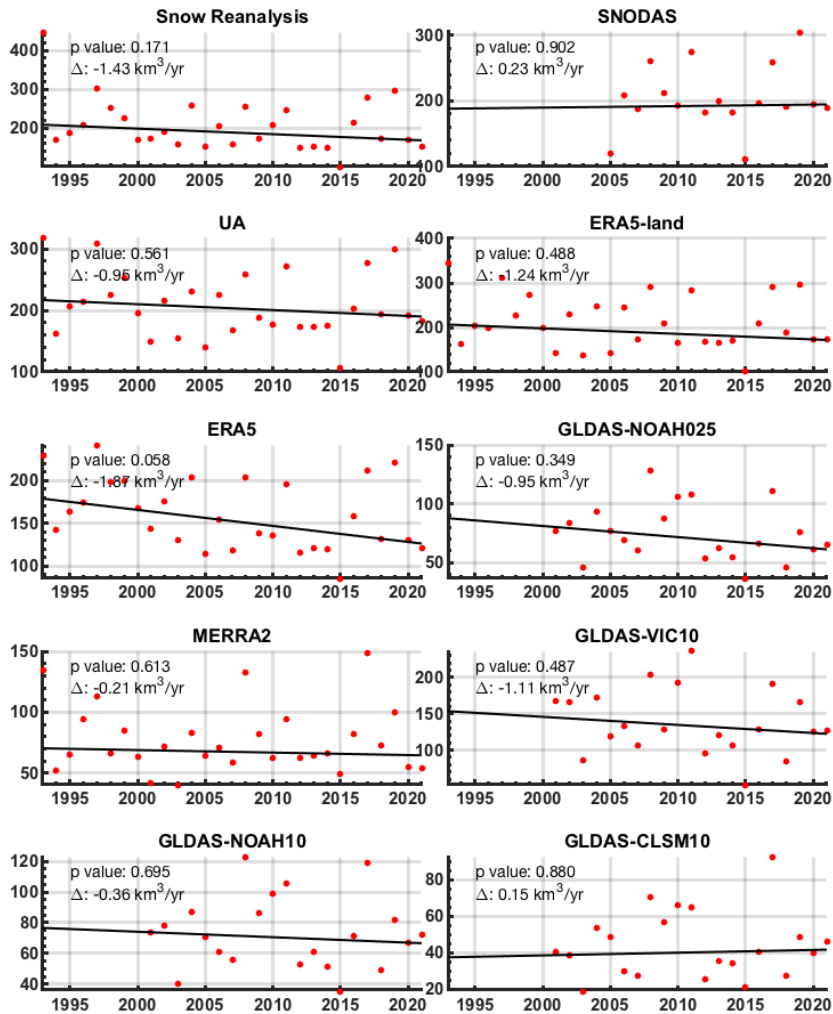 Snow Reanalysis
p value: 0.171
Δ: -1.43 km³/yr
400
300
200
100
1995 2000 2005 2010 2015 2020
SNODAS
p value: 0.902
Δ: 0.23 km³/yr
300
200
100
1995 2000 2005 2010 2015 2020
UA
p value: 0.561
Δ: -0.95 km³/yr
300
200
100
1995 2000 2005 2010 2015 2020
ERA5-land
p value: 0.488
Δ: -1.24 km³/yr
400
300
200
100
1995 2000 2005 2010 2015 2020
ERA5
p value: 0.058
Δ: -1.87 km³/yr
200
150
100
1995 2000 2005 2010 2015 2020
GLDAS-NOAH025
p value: 0.349
Δ: -0.95 km³/yr
150
100
50
1995 2000 2005 2010 2015 2020
MERRA2
p value: 0.613
Δ: -0.21 km³/yr
150
100
50
1995 2000 2005 2010 2015 2020
GLDAS-VIC10
p value: 0.487
Δ: -1.11 km³/yr
200
150
100
1995 2000 2005 2010 2015 2020
GLDAS-NOAH10
p value: 0.695
Δ: -0.36 km³/yr
120
100
80
60
40
1995 2000 2005 2010 2015 2020
GLDAS-CLSM10
p value: 0.880
Δ: 0.15 km³/yr
80
60
40
20
1995 2000 2005 2010 2015 2020